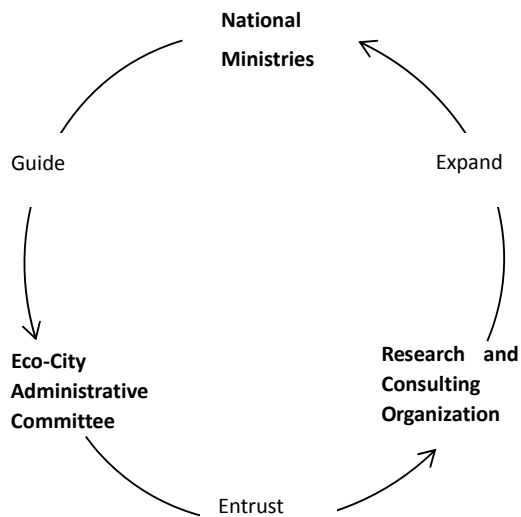 National
Ministries
Guide
Expand
Eco-City
Administrative
Committee
Research and
Consulting
Organization
Entrust